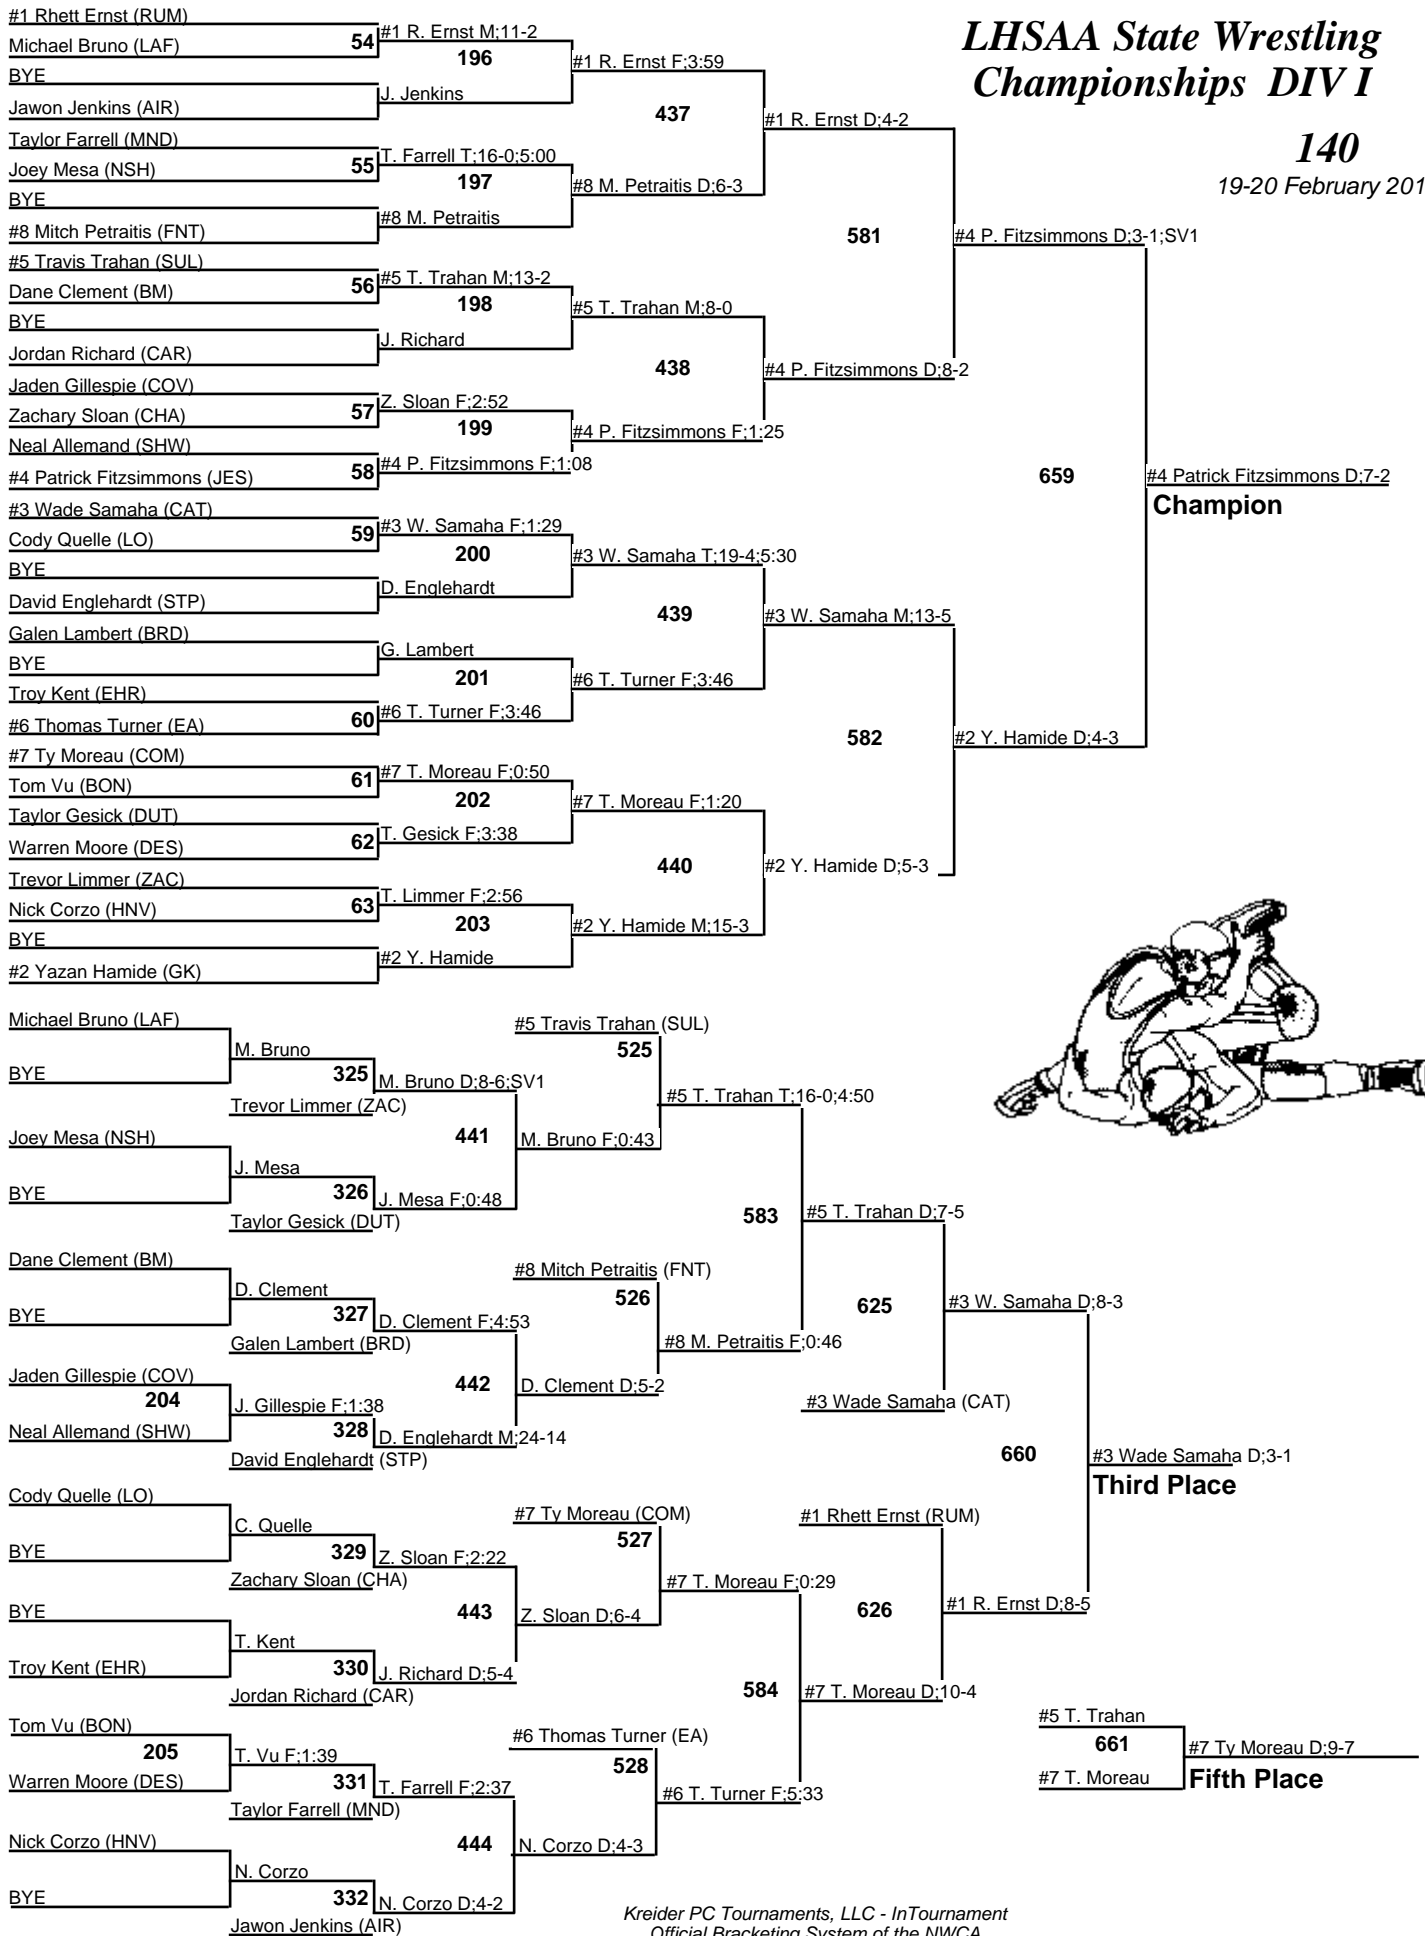 LHSAA State Wrestling
Championships DIV I
140
19-20 February 201
#1 Rhett Ernst (RUM)
Michael Bruno (LAF)
54
#1 R. Ernst M;11-2
196
#1 R. Ernst F;3:59
BYE
Jawon Jenkins (AIR)
J. Jenkins
437
#1 R. Ernst D;4-2
Taylor Farrell (MND)
Joey Mesa (NSH)
55
T. Farrell T;16-0;5:00
197
#8 M. Petraitis D;6-3
BYE
#8 Mitch Petraitis (FNT)
#8 M. Petraitis
581
#4 P. Fitzsimmons D;3-1;SV1
#5 Travis Trahan (SUL)
Dane Clement (BM)
56
#5 T. Trahan M;13-2
198
#5 T. Trahan M;8-0
BYE
Jordan Richard (CAR)
J. Richard
438
#4 P. Fitzsimmons D;8-2
Jaden Gillespie (COV)
Zachary Sloan (CHA)
57
Z. Sloan F;2:52
199
#4 P. Fitzsimmons F;1:25
Neal Allemand (SHW)
#4 Patrick Fitzsimmons (JES)
58
#4 P. Fitzsimmons F;1:08
659
#4 Patrick Fitzsimmons D;7-2
Champion
#3 Wade Samaha (CAT)
Cody Quelle (LO)
59
#3 W. Samaha F;1:29
200
#3 W. Samaha T;19-4;5:30
BYE
David Englehardt (STP)
D. Englehardt
439
#3 W. Samaha M;13-5
Galen Lambert (BRD)
BYE
G. Lambert
201
#6 T. Turner F;3:46
Troy Kent (EHR)
#6 Thomas Turner (EA)
60
#6 T. Turner F;3:46
582
#2 Y. Hamide D;4-3
#7 Ty Moreau (COM)
Tom Vu (BON)
61
#7 T. Moreau F;0:50
202
#7 T. Moreau F;1:20
Taylor Gesick (DUT)
Warren Moore (DES)
62
T. Gesick F;3:38
440
#2 Y. Hamide D;5-3
Trevor Limmer (ZAC)
Nick Corzo (HNV)
63
T. Limmer F;2:56
203
#2 Y. Hamide M;15-3
BYE
#2 Yazan Hamide (GK)
#2 Y. Hamide
Michael Bruno (LAF)
BYE
M. Bruno
325
Trevor Limmer (ZAC)
M. Bruno D;8-6;SV1
441
#5 Travis Trahan (SUL)
525
#5 T. Trahan T;16-0;4:50
M. Bruno F;0:43
Joey Mesa (NSH)
BYE
J. Mesa
326
J. Mesa F;0:48
Taylor Gesick (DUT)
583
#5 T. Trahan D;7-5
Dane Clement (BM)
BYE
D. Clement
327
D. Clement F;4:53
Galen Lambert (BRD)
#8 Mitch Petraitis (FNT)
526
#8 M. Petraitis F;0:46
625
#3 W. Samaha D;8-3
Jaden Gillespie (COV)
204
Neal Allemand (SHW)
J. Gillespie F;1:38
328
D. Englehardt M;24-14
David Englehardt (STP)
442
D. Clement D;5-2
#3 Wade Samaha (CAT)
660
#3 Wade Samaha D;3-1
Third Place
Cody Quelle (LO)
BYE
C. Quelle
329
Z. Sloan F;2:22
Zachary Sloan (CHA)
#7 Ty Moreau (COM)
527
#7 T. Moreau F;0:29
#1 Rhett Ernst (RUM)
626
#1 R. Ernst D;8-5
BYE
Troy Kent (EHR)
T. Kent
330
J. Richard D;5-4
Jordan Richard (CAR)
443
Z. Sloan D;6-4
584
#7 T. Moreau D;10-4
Tom Vu (BON)
205
Warren Moore (DES)
T. Vu F;1:39
331
T. Farrell F;2:37
Taylor Farrell (MND)
#6 Thomas Turner (EA)
528
#6 T. Turner F;5:33
#5 T. Trahan
661
#7 T. Moreau
#7 Ty Moreau D;9-7
Fifth Place
Nick Corzo (HNV)
BYE
N. Corzo
332
N. Corzo D;4-2
Jawon Jenkins (AIR)
444
N. Corzo D;4-3
Kreider PC Tournaments, LLC - InTournament
Official Bracketing System of the NWCA